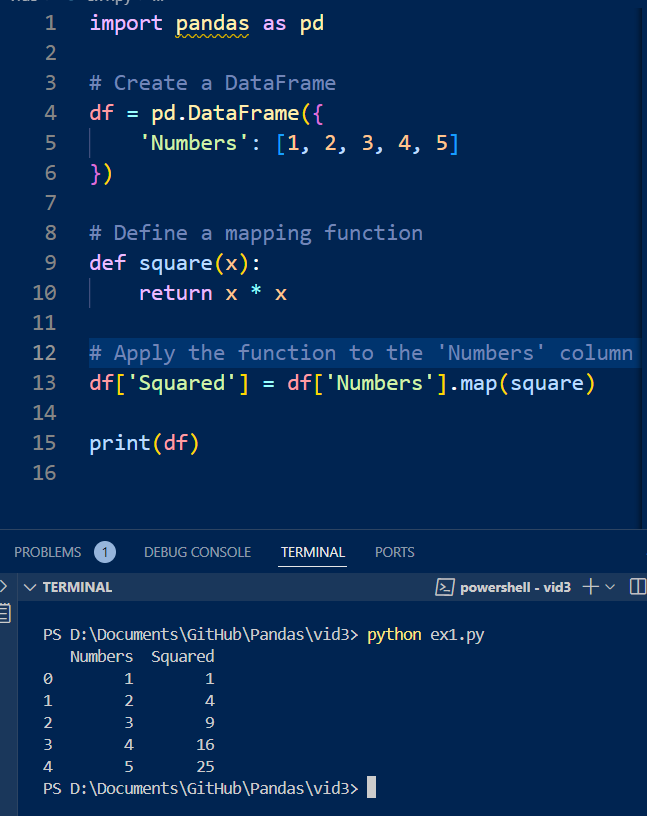 1 import pandas as pd
2
3 # Create a DataFrame
4 df = pd.DataFrame({
5     'Numbers': [1, 2, 3, 4, 5]
6 })
7
8 # Define a mapping function
9 def square(x):
10     return x * x
11
12 # Apply the function to the 'Numbers' column
13 df['Squared'] = df['Numbers'].map(square)
14
15 print(df)
16
PROBLEMS 1 DEBUG CONSOLE TERMINAL PORTS
TERMINAL powershell - vid3
PS D:\Documents\GitHub\Pandas\vid3> python ex1.py
   Numbers  Squared
0        1        1
1        2        4
2        3        9
3        4       16
4        5       25
PS D:\Documents\GitHub\Pandas\vid3>